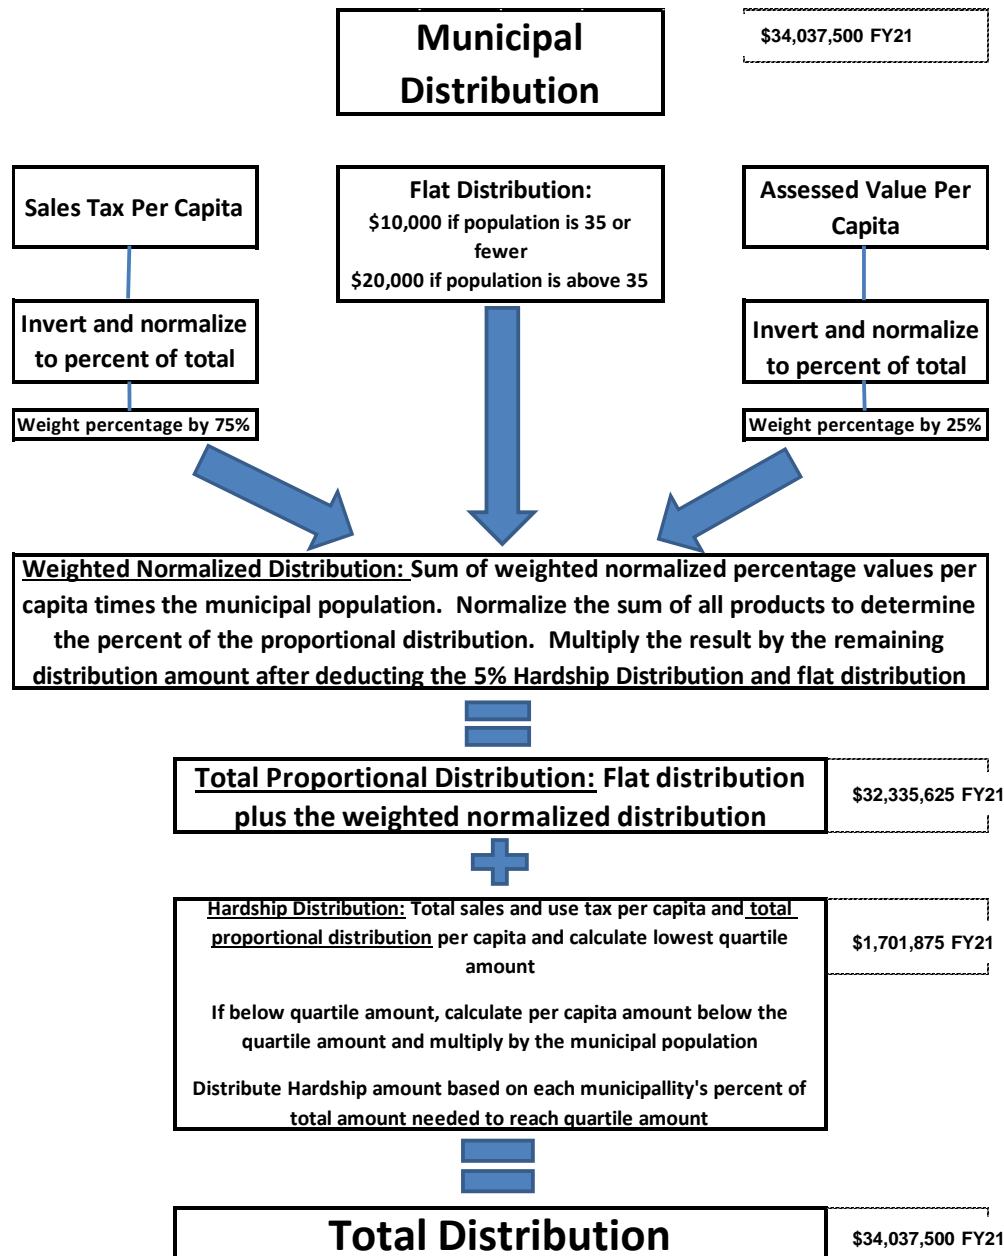 Municipal
Distribution
$34,037,500 FY21
Sales Tax Per Capita
Flat Distribution:
$10,000 if population is 35 or
fewer
$20,000 if population is above 35
Assessed Value Per
Capita
Invert and normalize
to percent of total
Invert and normalize
to percent of total
Weight percentage by 75%
Weight percentage by 25%
Weighted Normalized Distribution: Sum of weighted normalized percentage values per
capita times the municipal population. Normalize the sum of all products to determine
the percent of the proportional distribution. Multiply the result by the remaining
distribution amount after deducting the 5% Hardship Distribution and flat distribution
Total Proportional Distribution: Flat distribution
plus the weighted normalized distribution
$32,335,625 FY21
Hardship Distribution: Total sales and use tax per capita and total
proportional distribution per capita and calculate lowest quartile
amount
$1,701,875 FY21
If below quartile amount, calculate per capita amount below the
quartile amount and multiply by the municipal population
Distribute Hardship amount based on each municipallity's percent of
total amount needed to reach quartile amount
Total Distribution
$34,037,500 FY21